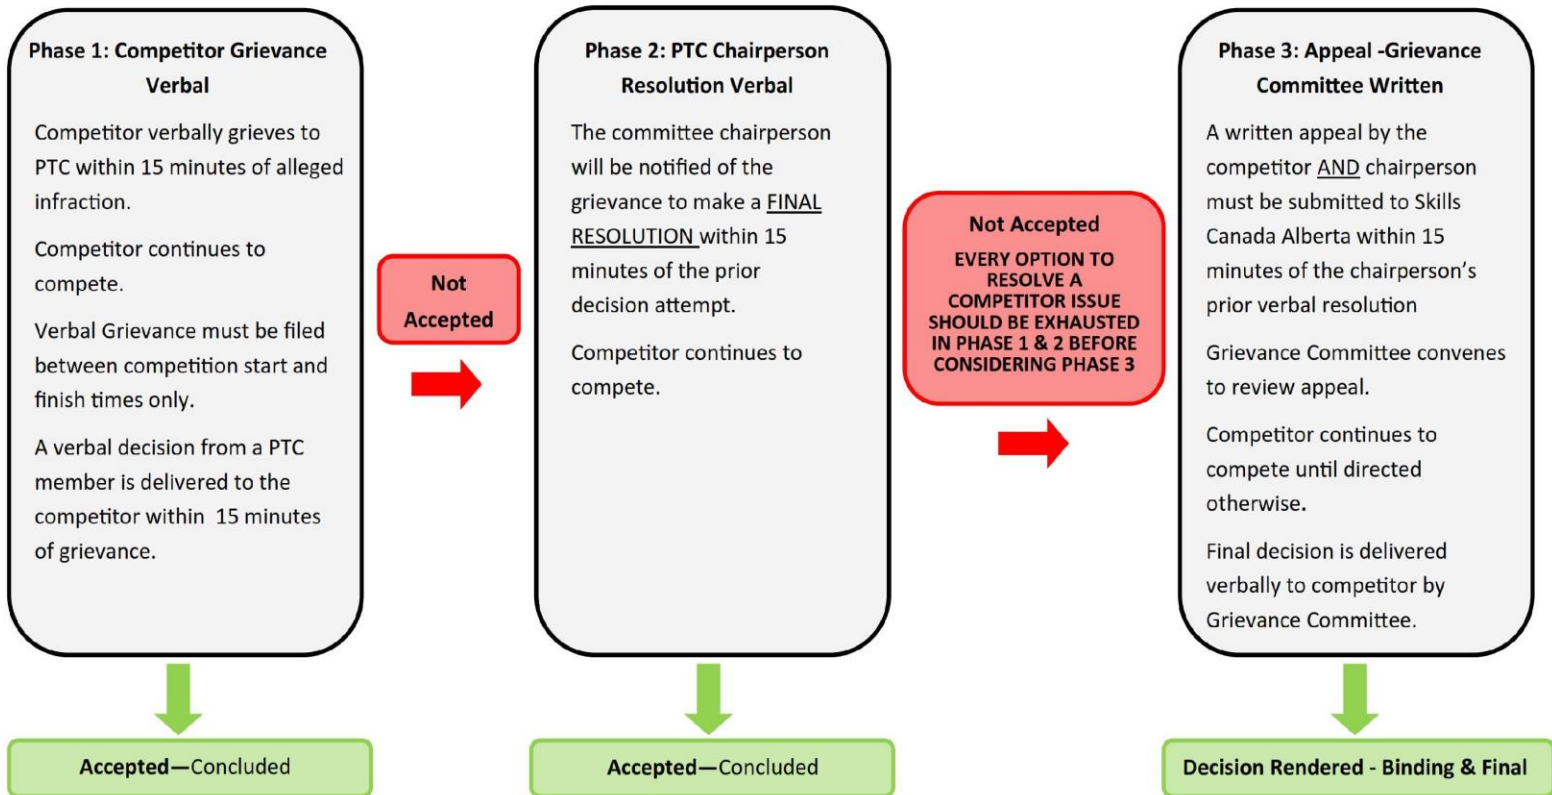 Phase 1: Competitor Grievance
Verbal
Competitor verbally grieves to
PTC within 15 minutes of alleged
infraction.
Competitor continues to
compete.
Verbal Grievance must be filed
between competition start and
finish times only.
A verbal decision from a PTC
member is delivered to the
competitor within 15 minutes
of grievance.
Accepted—Concluded
Not
Accepted
Phase 2: PTC Chairperson
Resolution Verbal
The committee chairperson
will be notified of the
grievance to make a FINAL
RESOLUTION within 15
minutes of the prior
decision attempt.
Competitor continues to
compete.
Accepted—Concluded
Not Accepted
EVERY OPTION TO
RESOLVE A
COMPETITOR ISSUE
SHOULD BE EXHAUSTED
IN PHASE 1 & 2 BEFORE
CONSIDERING PHASE 3
Phase 3: Appeal -Grievance
Committee Written
A written appeal by the
competitor AND chairperson
must be submitted to Skills
Canada Alberta within 15
minutes of the chairperson’s
prior verbal resolution
Grievance Committee convenes
to review appeal.
Competitor continues to
compete until directed
otherwise.
Final decision is delivered
verbally to competitor by
Grievance Committee.
Decision Rendered - Binding & Final